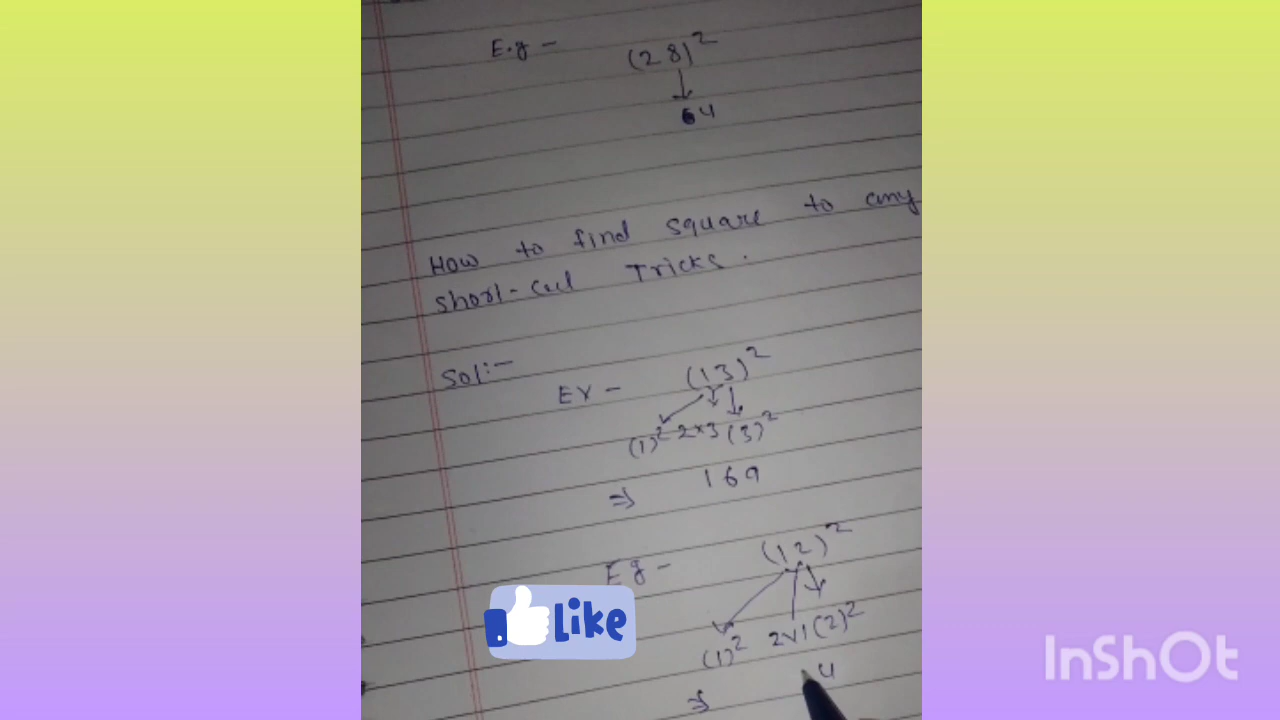 E.g -
(28)²
64
How to find square to any
short-cut Tricks.
Sol:-
EX - (13)²
(1)² 2×3 (3)²
⇒ 169
Eg - (12)²
Like
(1)² 2×1 (2)²
4
⇒
InShOt